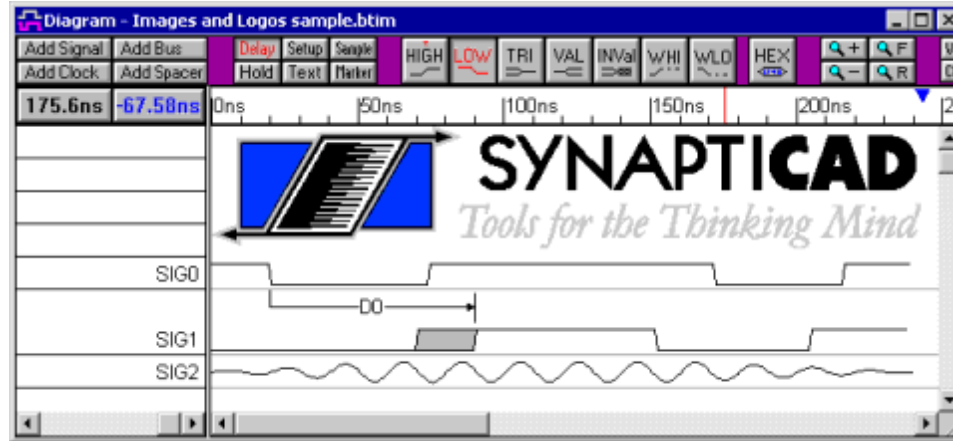 Diagram - Images and Logos sample.btim
Add Signal Add Bus Delay Setup Sample HIGH LOW TRI VAL INVal WHI WLO HEX + F
Add Clock Add Spacer Hold Text Marker - R
175.6ns -67.58ns 0ns 50ns 100ns 150ns 200ns 2
SYNAPTICAD
Tools for the Thinking Mind
SIG0
D0
SIG1
SIG2